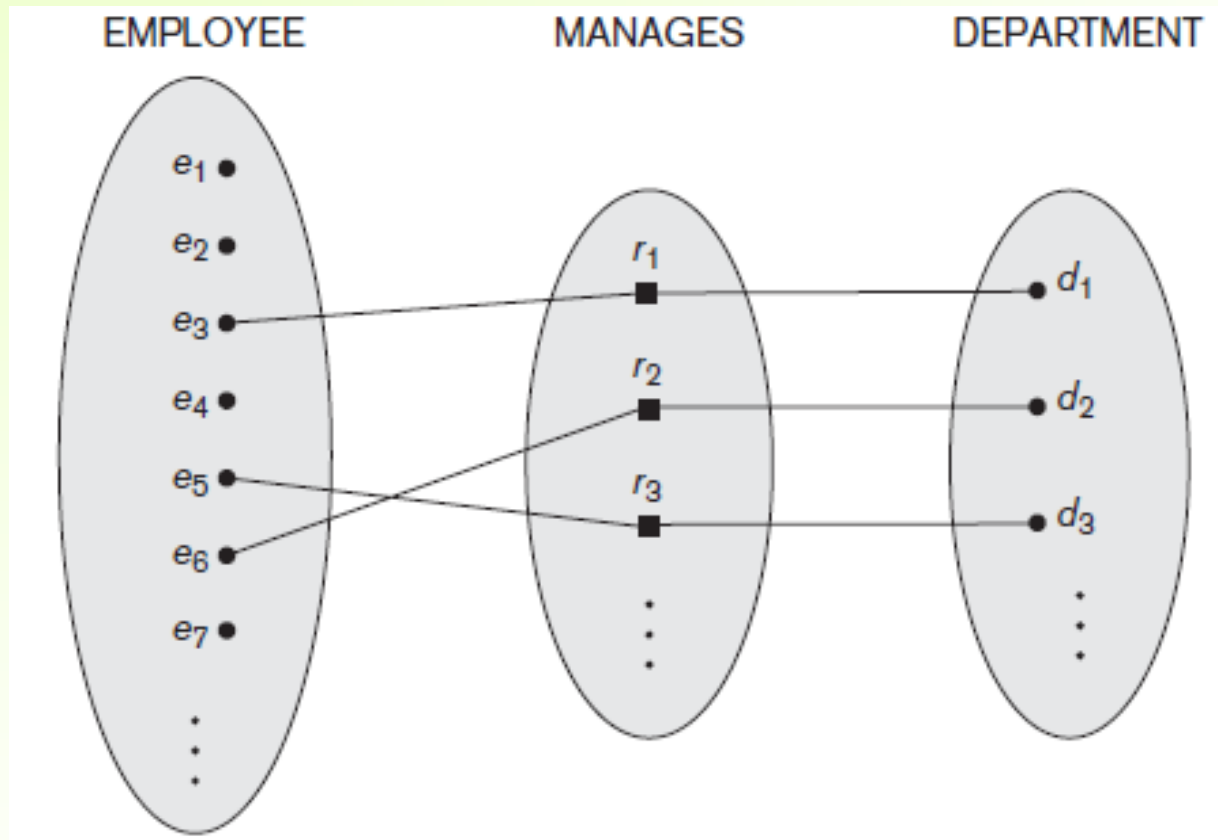 EMPLOYEE MANAGES DEPARTMENT
e1
e2
e3
e4
e5
e6
e7
r1
r2
r3
d1
d2
d3